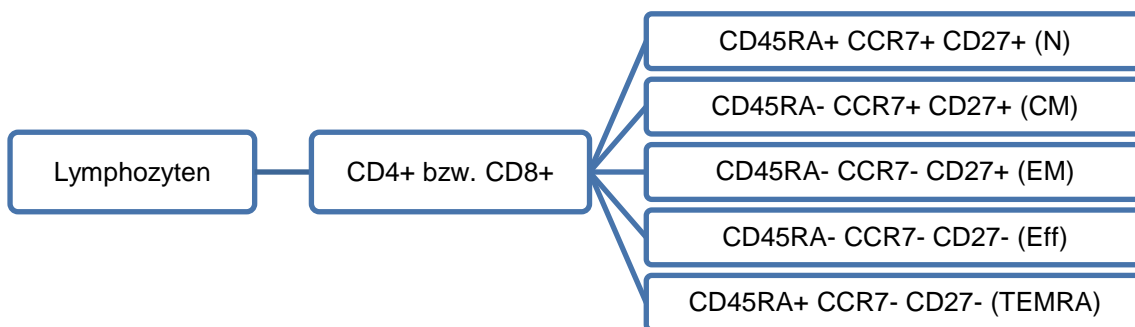 Lymphozyten
CD4+ bzw. CD8+
CD45RA+ CCR7+ CD27+ (N)
CD45RA- CCR7+ CD27+ (CM)
CD45RA- CCR7- CD27+ (EM)
CD45RA- CCR7- CD27- (Eff)
CD45RA+ CCR7- CD27- (TEMRA)